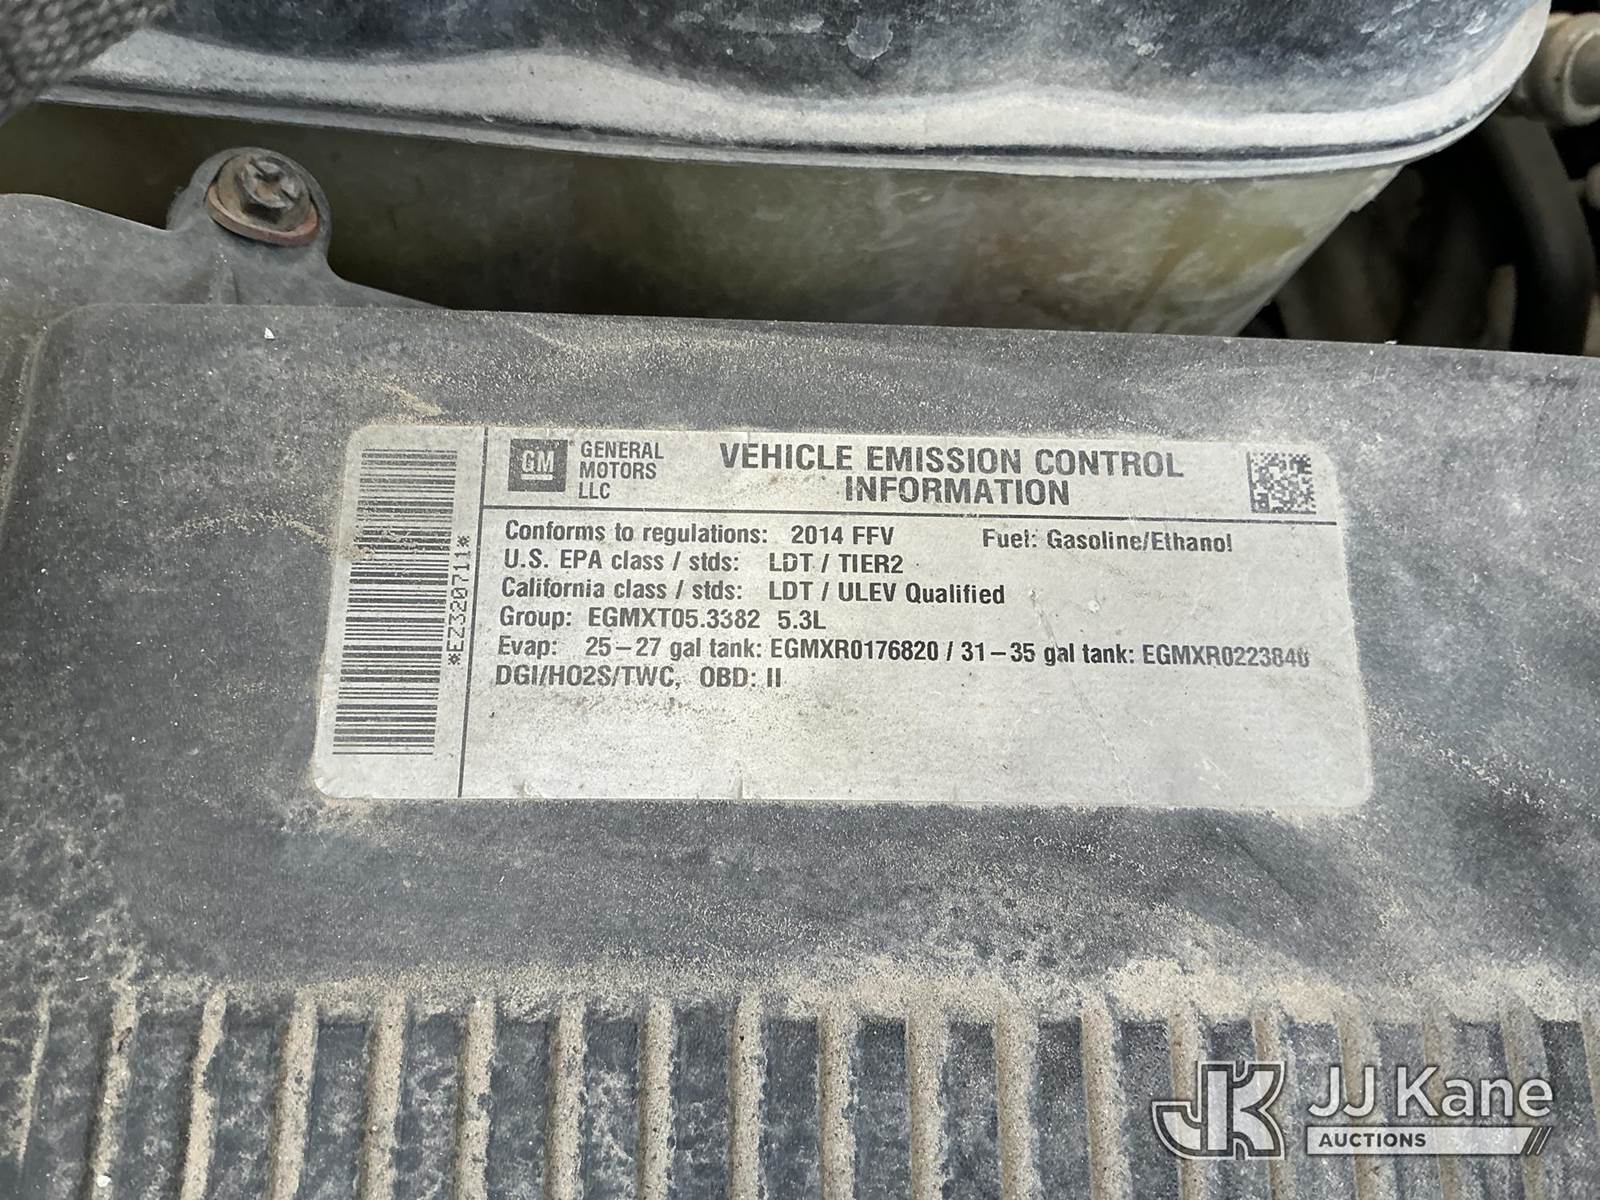 GM
GENERAL
MOTORS
LLC
VEHICLE EMISSION CONTROL
INFORMATION
*EZ320711*
Conforms to regulations: 2014 FFV Fuel: Gasoline/Ethanol
U.S. EPA class / stds: LDT / TIER2
California class / stds: LDT / ULEV Qualified
Group: EGMXT05.3382 5.3L
Evap: 25–27 gal tank: EGMXR0176820 / 31–35 gal tank: EGMXR0223840
DGI/HO2S/TWC, OBD: II
JK JJ Kane
AUCTIONS